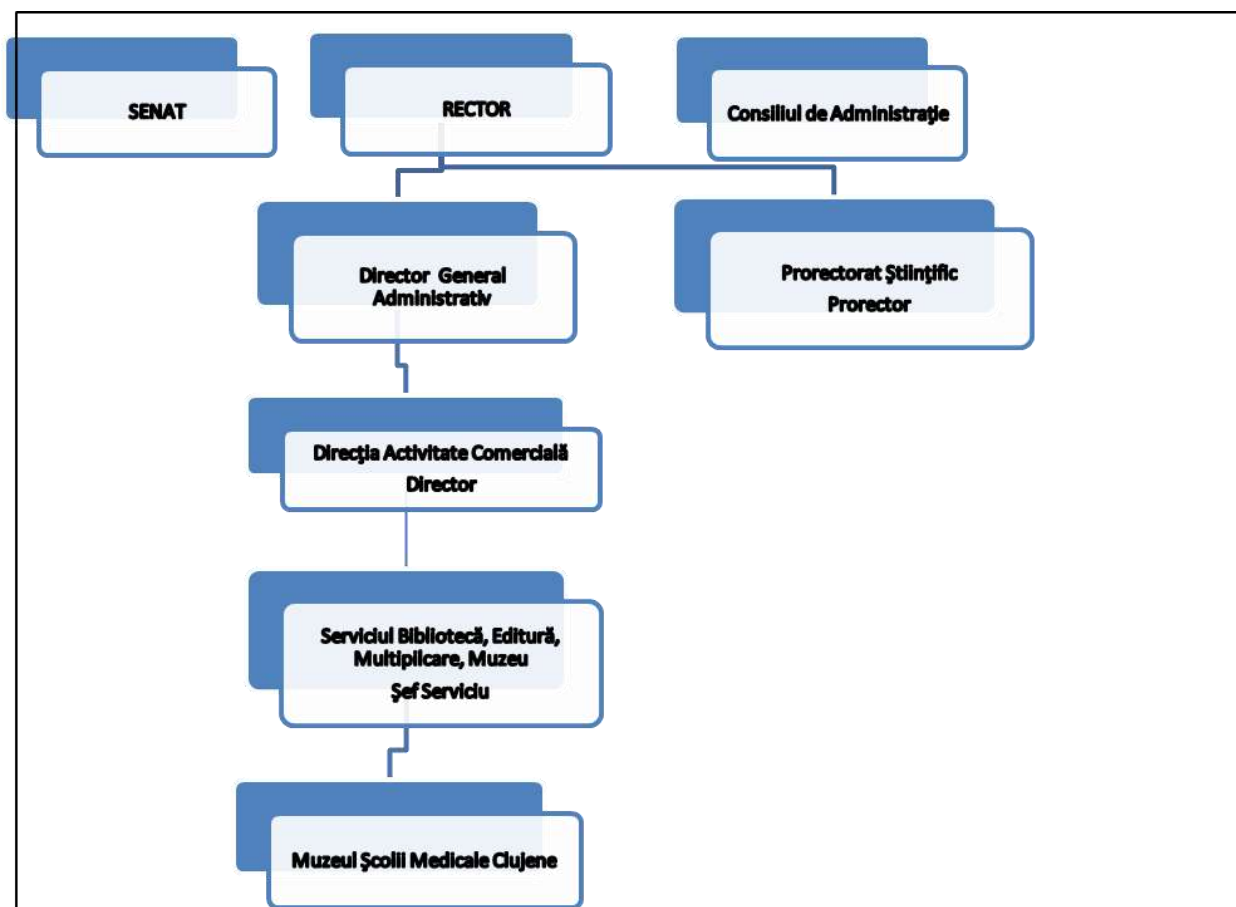 SENAT
RECTOR
Consiliul de Administraţie
Director General
Administrativ
Prorectorat Ştiinţific
Prorector
Direcţia Activitate Comercială
Director
Serviciul Bibliotecă, Editură,
Multiplicare, Muzeu
Şef Serviciu
Muzeul Şcolii Medicale Clujene